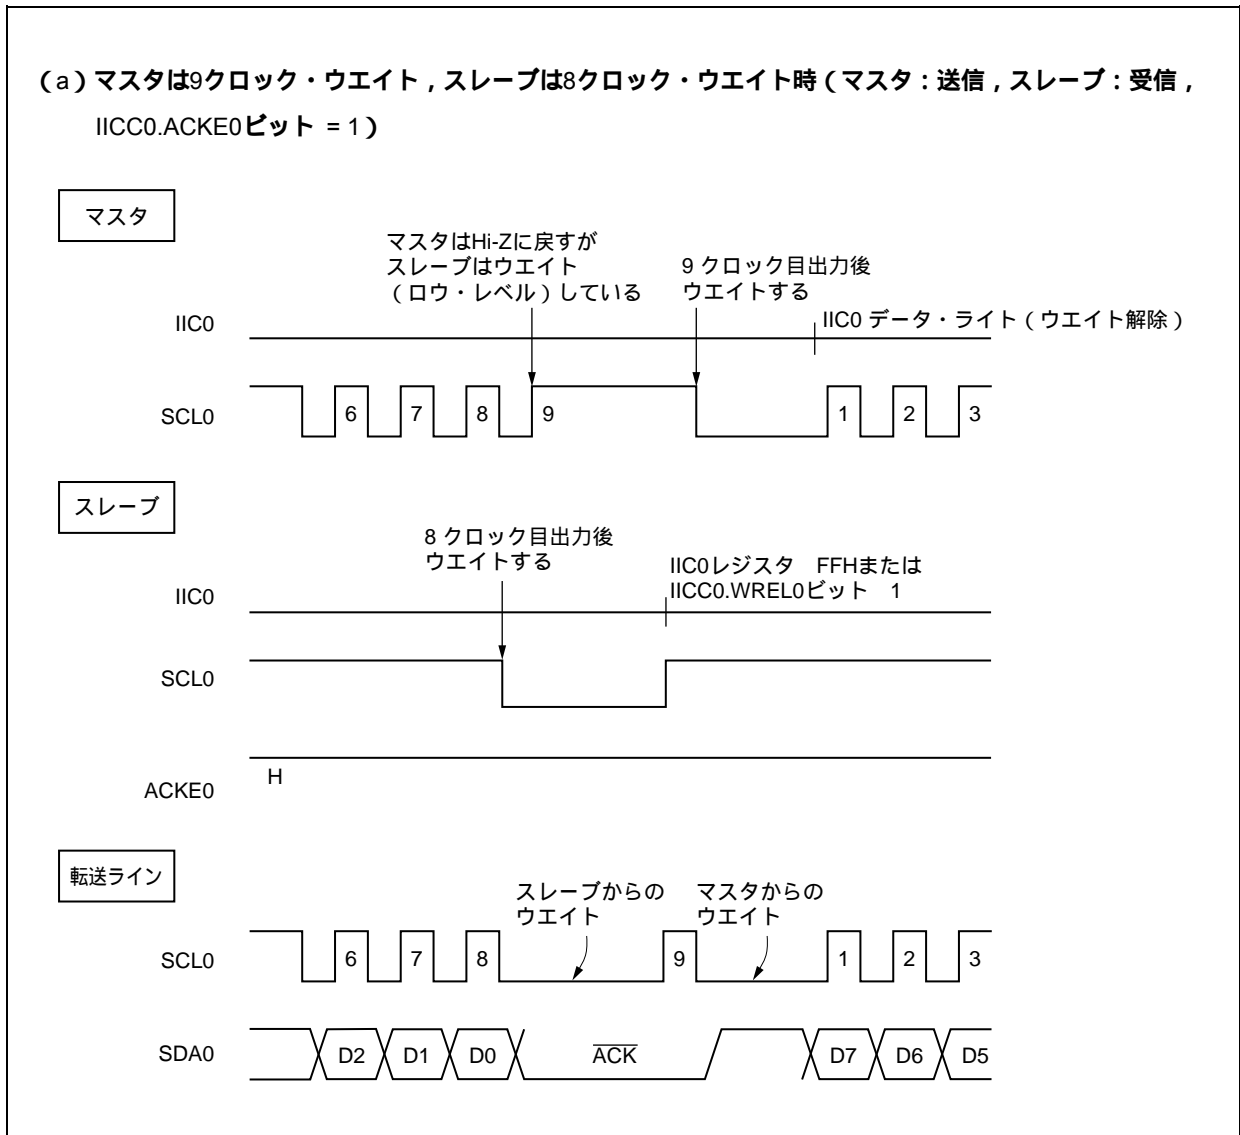 (a)マスタは9クロック・ウエイト,スレーブは8クロック・ウエイト時(マスタ:送信,スレーブ:受信,
IICC0.ACKE0ビット = 1)
マスタ
マスタはHi-Zに戻すが
スレーブはウエイト
(ロウ・レベル)している
9 クロック目出力後
ウエイトする
IIC0
IIC0 データ・ライト(ウエイト解除)
SCL0
6
7
8
9
1
2
3
スレーブ
8 クロック目出力後
ウエイトする
IIC0レジスタ FFHまたは
IICC0.WREL0ビット 1
IIC0
SCL0
H
ACKE0
転送ライン
スレーブからの
ウエイト
マスタからの
ウエイト
SCL0
6
7
8
9
1
2
3
SDA0
D2
D1
D0
A̅C̅K̅
D7
D6
D5